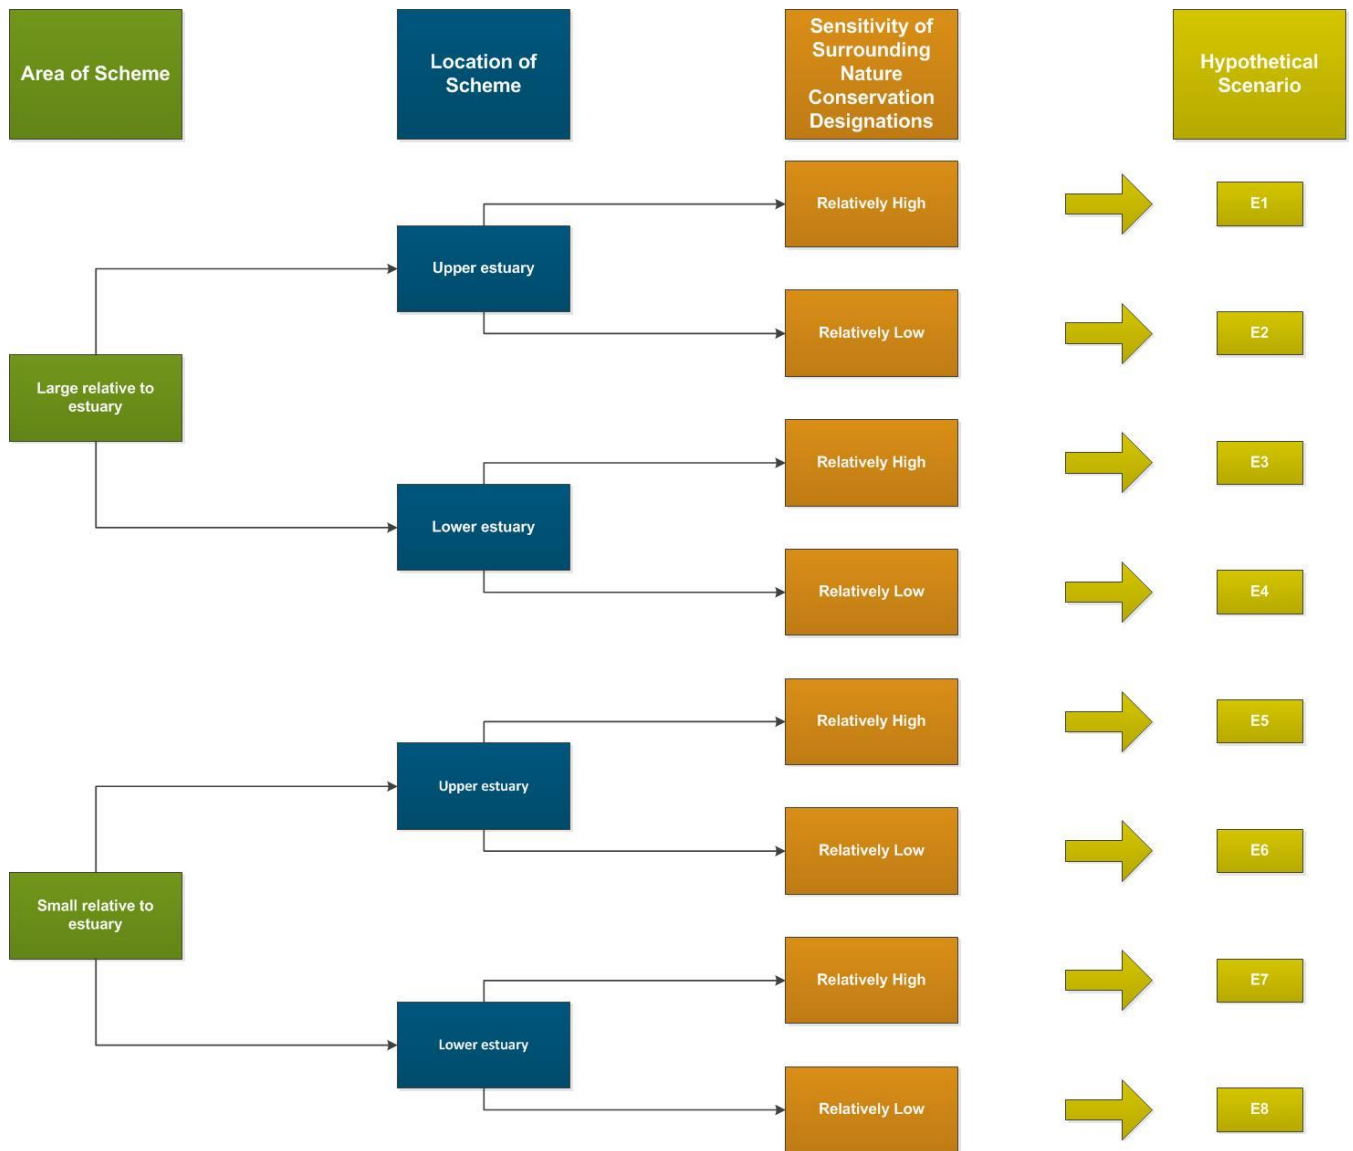 Area of Scheme
Location of
Scheme
Sensitivity of
Surrounding
Nature
Conservation
Designations
Hypothetical
Scenario
Relatively High
E1
Upper estuary
Relatively Low
E2
Large relative to
estuary
Relatively High
E3
Lower estuary
Relatively Low
E4
Relatively High
E5
Upper estuary
Relatively Low
E6
Small relative to
estuary
Relatively High
E7
Lower estuary
Relatively Low
E8